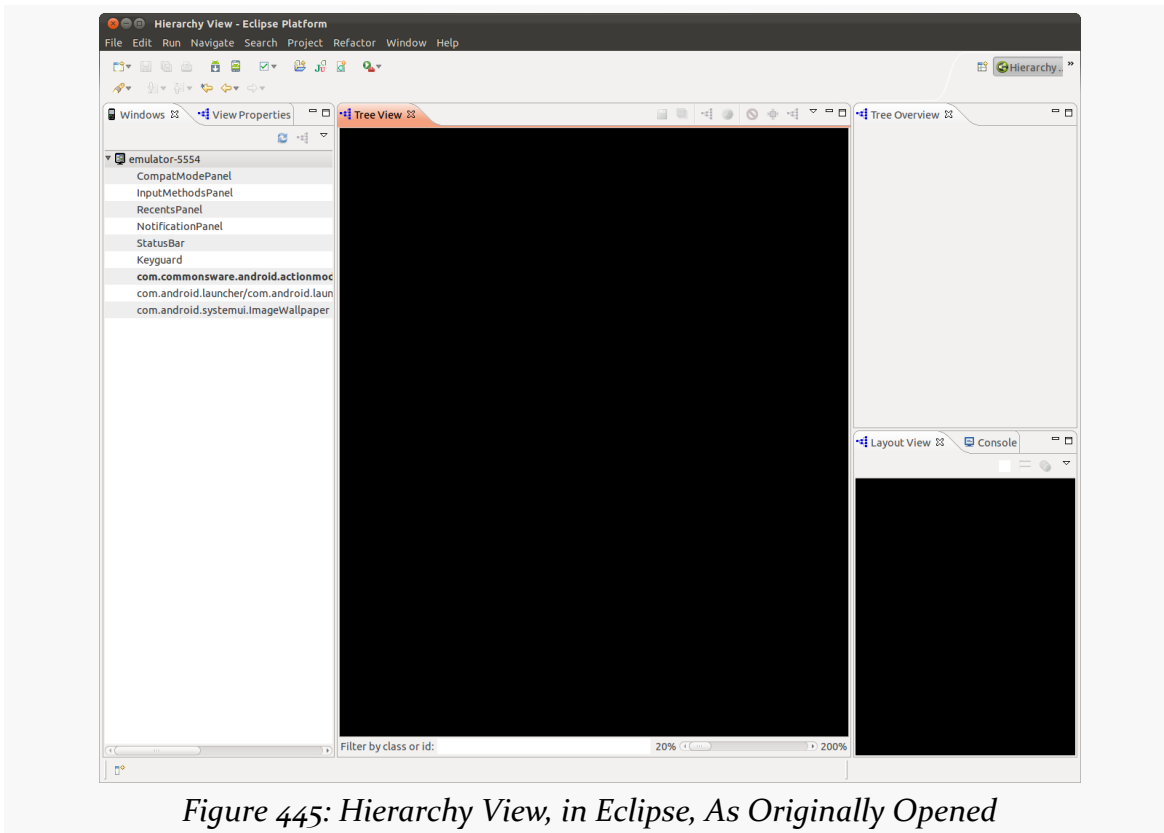 Hierarchy View - Eclipse Platform
File Edit Run Navigate Search Project Refactor Window Help
Hierarchy.. »
Windows View Properties
Tree View
Tree Overview
emulator-5554
CompatModePanel
InputMethodsPanel
RecentsPanel
NotificationPanel
StatusBar
Keyguard
com.commonsware.android.actionmod
com.android.launcher/com.android.laun
com.android.systemui.ImageWallpaper
Layout View Console
Filter by class or id:
20% 200%
Figure 445: Hierarchy View, in Eclipse, As Originally Opened